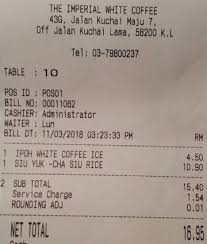 THE IMPERIAL WHITE COFFEE
43G, Jalan Kuchai Maju 7,
Off Jalan Kuchai Lama, 58200 K.L
Tel: 03-79800237
TABLE : 10
POS ID : POS01
BILL NO: 00011082
CASHIER: Administrator
WAITER : Lun
BILL DT: 11/03/2018 03:23:33 PM RM
1 IPOH WHITE COFFEE ICE 4.50
1 SIU YUK -CHA SIU RICE 10.90
2 SUB TOTAL 15.40
Service Charge 1.54
ROUNDING ADJ 0.01
NET TOTAL 16.95